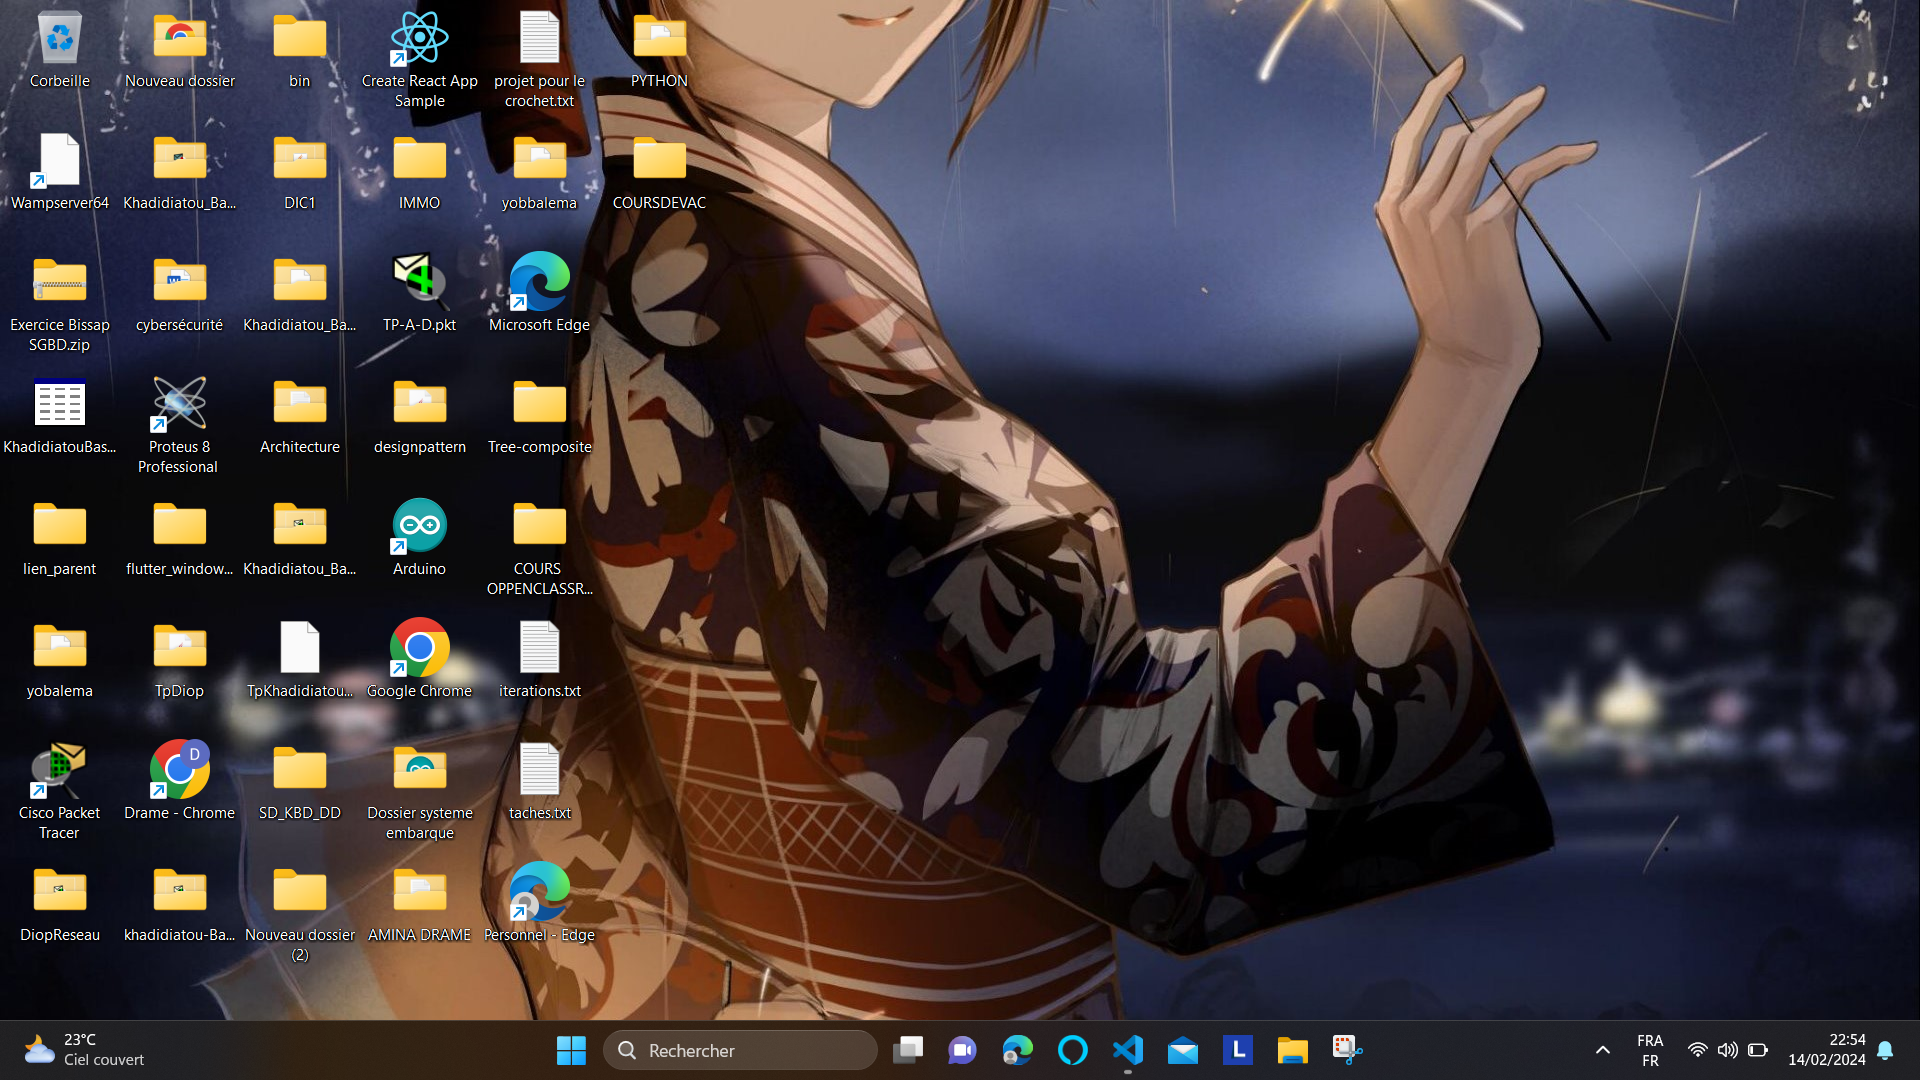 Corbeille
Nouveau dossier
bin
Create React App
Sample
projet pour le
crochet.txt
PYTHON
Wampserver64
Khadidiatou_Ba...
DIC1
IMMO
yobbalema
COURSDEVAC
Exercice Bissap
SGBD.zip
cybersécurité
Khadidiatou_Ba...
TP-A-D.pkt
Microsoft Edge
KhadidiatouBas...
Proteus 8
Professional
Architecture
designpattern
Tree-composite
lien_parent
flutter_window...
Khadidiatou_Ba...
Arduino
COURS
OPPENCLASSR...
yobalema
TpDiop
TpKhadidiatou...
Google Chrome
iterations.txt
Cisco Packet
Tracer
D
Drame - Chrome
SD_KBD_DD
Dossier systeme
embarque
taches.txt
DiopReseau
khadidiatou-Ba...
Nouveau dossier
(2)
AMINA DRAME
Personnel - Edge
23°C
Ciel couvert
Rechercher
L
FRA
FR
22:54
14/02/2024